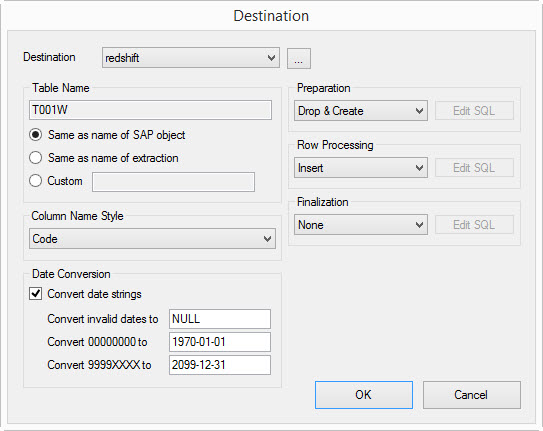 Destination
Destination
redshift
...
Table Name
T001W
Same as name of SAP object
Same as name of extraction
Custom
Column Name Style
Code
Date Conversion
Convert date strings
Convert invalid dates to
NULL
Convert 00000000 to
1970-01-01
Convert 9999XXXX to
2099-12-31
Preparation
Drop & Create
Edit SQL
Row Processing
Insert
Edit SQL
Finalization
None
Edit SQL
OK
Cancel